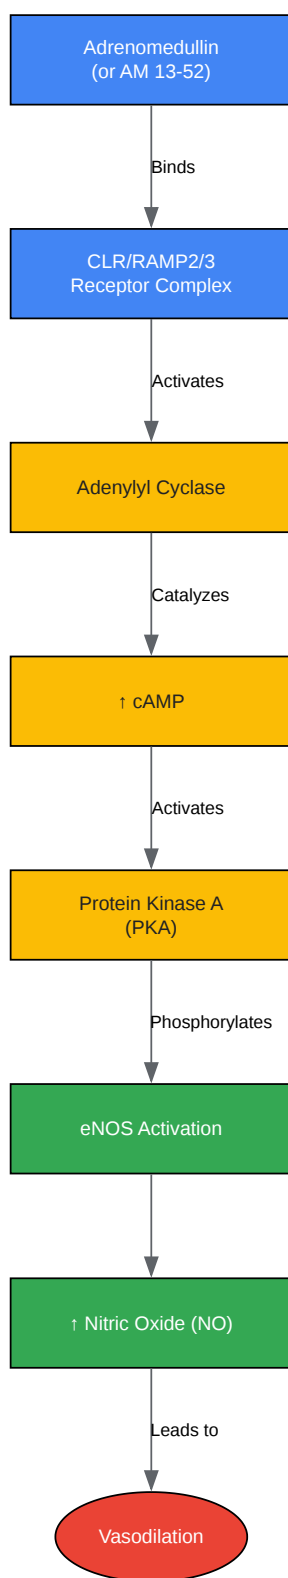 Adrenomedullin
(or AM 13-52)
Binds
CLR/RAMP2/3
Receptor Complex
Activates
Adenylyl Cyclase
Catalyzes
↑ cAMP
Activates
Protein Kinase A
(PKA)
Phosphorylates
eNOS Activation
↑ Nitric Oxide (NO)
Leads to
Vasodilation